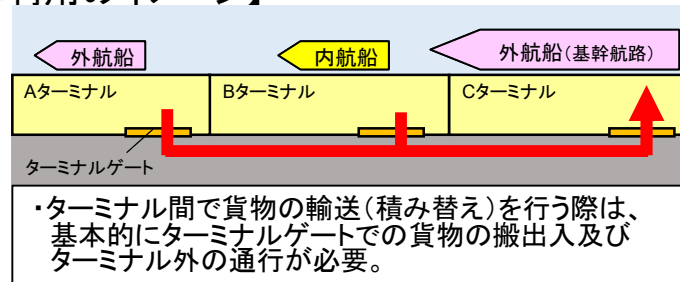 外航船
内航船
外航船(基幹航路)
Aターミナル
Bターミナル
Cターミナル
ターミナルゲート
・ターミナル間で貨物の輸送(積み替え)を行う際は、
基本的にターミナルゲートでの貨物の搬出入及び
ターミナル外の通行が必要。